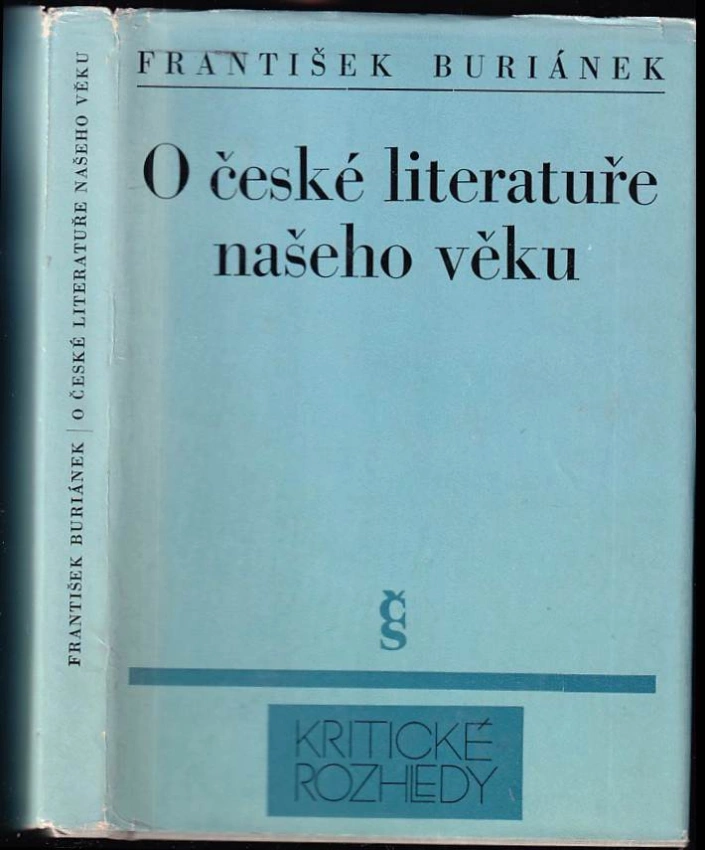 FRANTIŠEK BURIÁNEK
O české literatuře
našeho věku
čs
KRITICKÉ
ROZHLEDY
FRANTIŠEK BURIÁNEK | O ČESKÉ LITERATUŘE NAŠEHO VĚKU